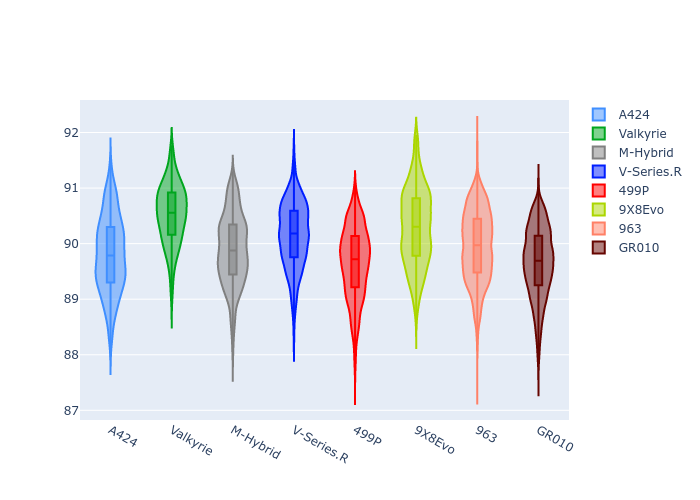 92
91
90
89
88
87
A424
Valkyrie
M-Hybrid
V-Series.R
499P
9X8Evo
963
GR010
A424
Valkyrie
M-Hybrid
V-Series.R
499P
9X8Evo
963
GR010